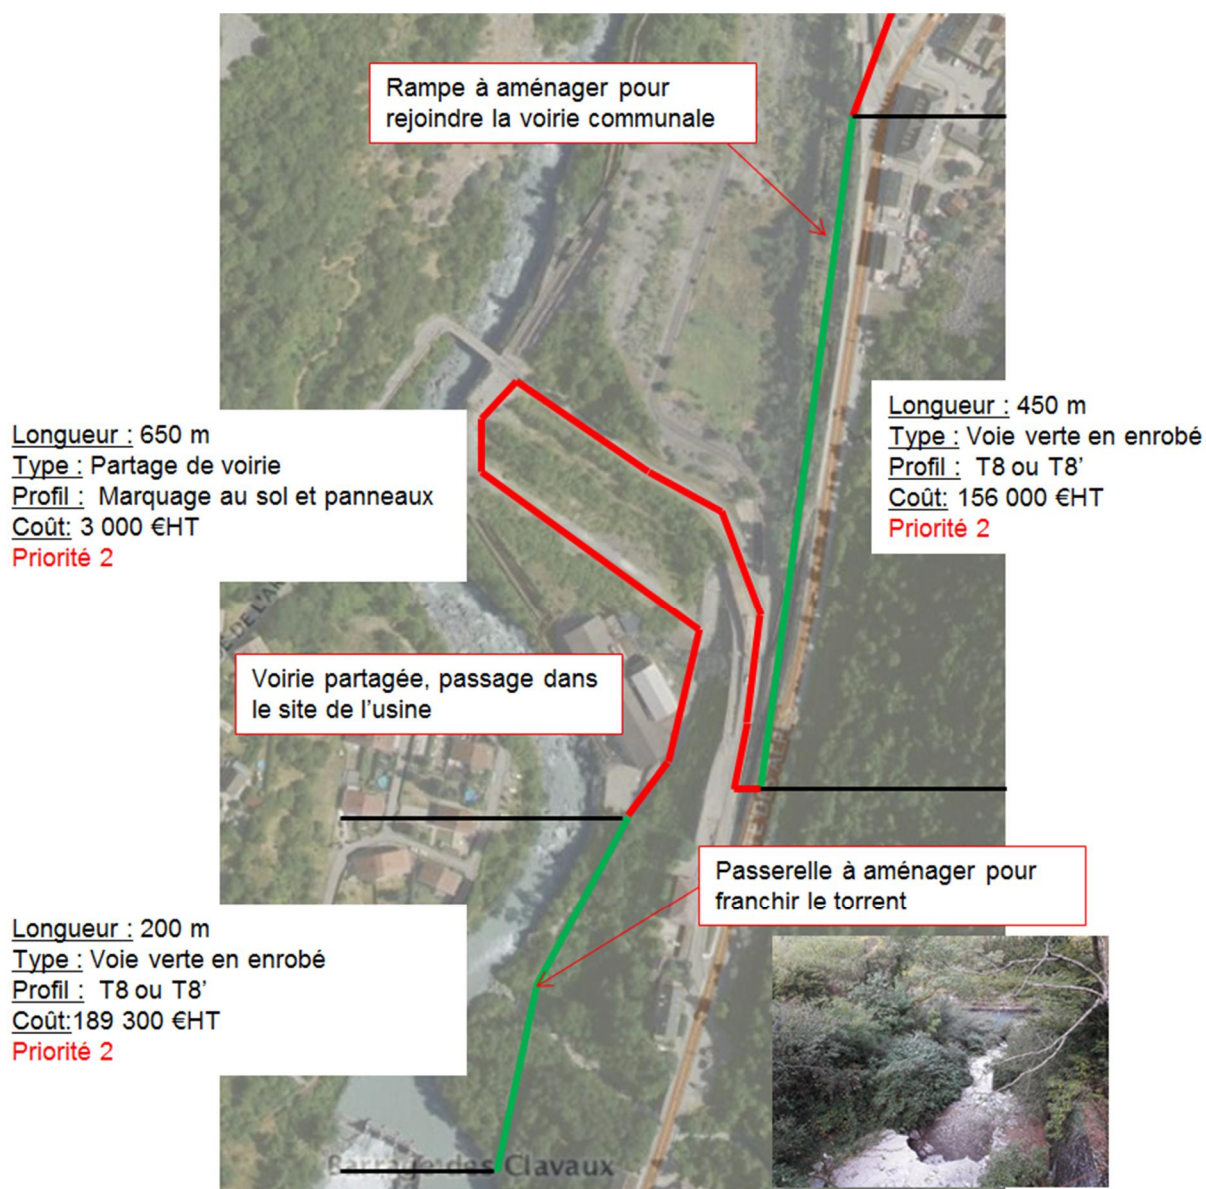 Rampe à aménager pour
rejoindre la voirie communale
Longueur : 450 m
Type : Voie verte en enrobé
Profil :  T8 ou T8’
Coût: 156 000 €HT
Priorité 2
Longueur : 650 m
Type : Partage de voirie
Profil :  Marquage au sol et panneaux
Coût: 3 000 €HT
Priorité 2
Voirie partagée, passage dans
le site de l’usine
Passerelle à aménager pour
franchir le torrent
Longueur : 200 m
Type : Voie verte en enrobé
Profil :  T8 ou T8’
Coût:189 300 €HT
Priorité 2
Barrage des Clavaux